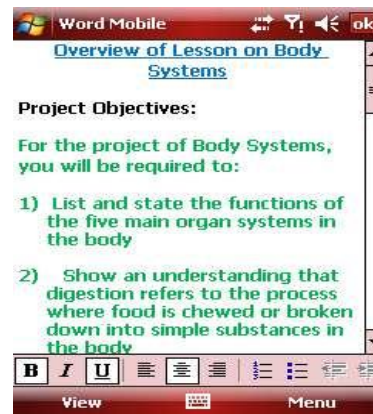 Word Mobile ok
Overview of Lesson on Body
Systems
Project Objectives:
For the project of Body Systems,
you will be required to:
1) List and state the functions of
the five main organ systems in
the body
2) Show an understanding that
digestion refers to the process
where food is chewed or broken
down into simple substances in
the body
B I U
View Menu